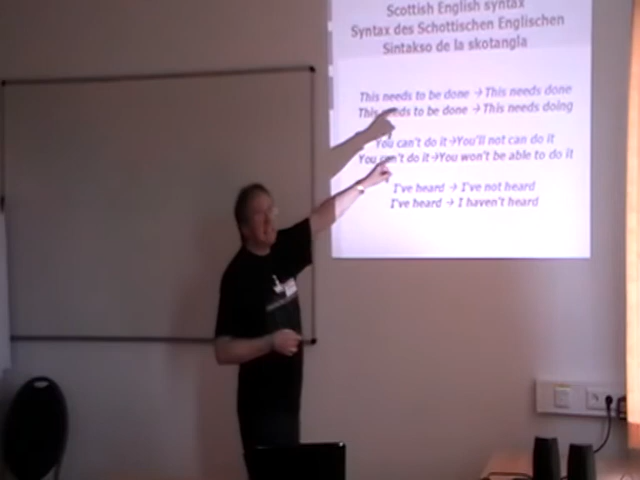 Scottish English syntax
Syntax des Schottischen Englischen
Sintakso de la skotangla
This needs to be done → This needs done
This needs to be done → This needs doing
You can't do it→You'll not can do it
You can't do it→You won't be able to do it
I've heard → I've not heard
I've heard → I haven't heard